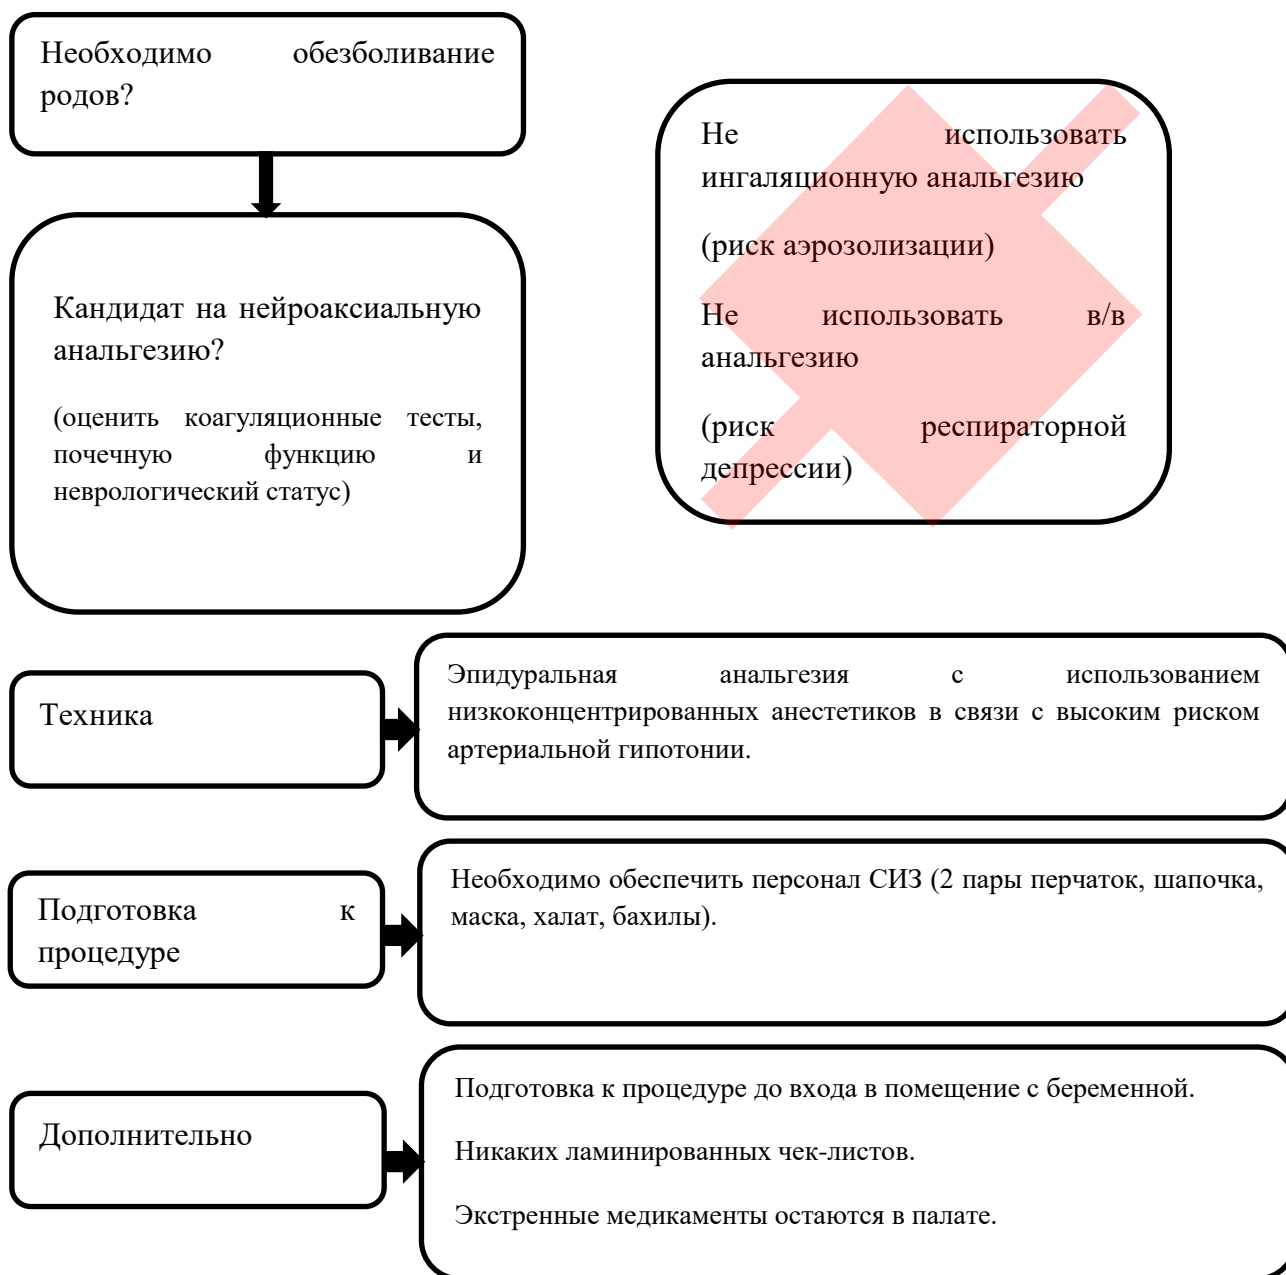 Необходимо обезболивание
родов?
Не использовать
ингаляционную анальгезию
(риск аэрозолизации)
Не использовать в/в
анальгезию
(риск респираторной
депрессии)
Кандидат на нейроаксиальную
анальгезию?
(оценить коагуляционные тесты,
почечную функцию и
неврологический статус)
Техника
Эпидуральная анальгезия с использованием
низкоконцентрированных анестетиков в связи с высоким риском
артериальной гипотонии.
Подготовка к
процедуре
Необходимо обеспечить персонал СИЗ (2 пары перчаток, шапочка,
маска, халат, бахилы).
Дополнительно
Подготовка к процедуре до входа в помещение с беременной.
Никаких ламинированных чек-листов.
Экстренные медикаменты остаются в палате.